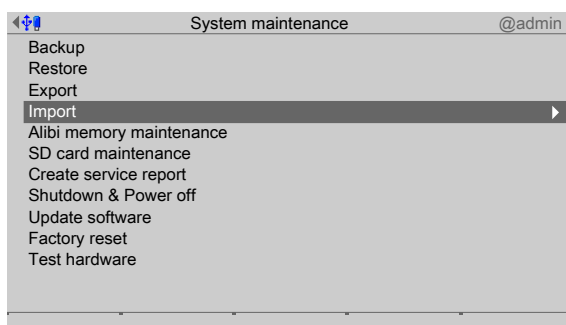 System maintenance @admin
Backup
Restore
Export
Import
Alibi memory maintenance
SD card maintenance
Create service report
Shutdown & Power off
Update software
Factory reset
Test hardware